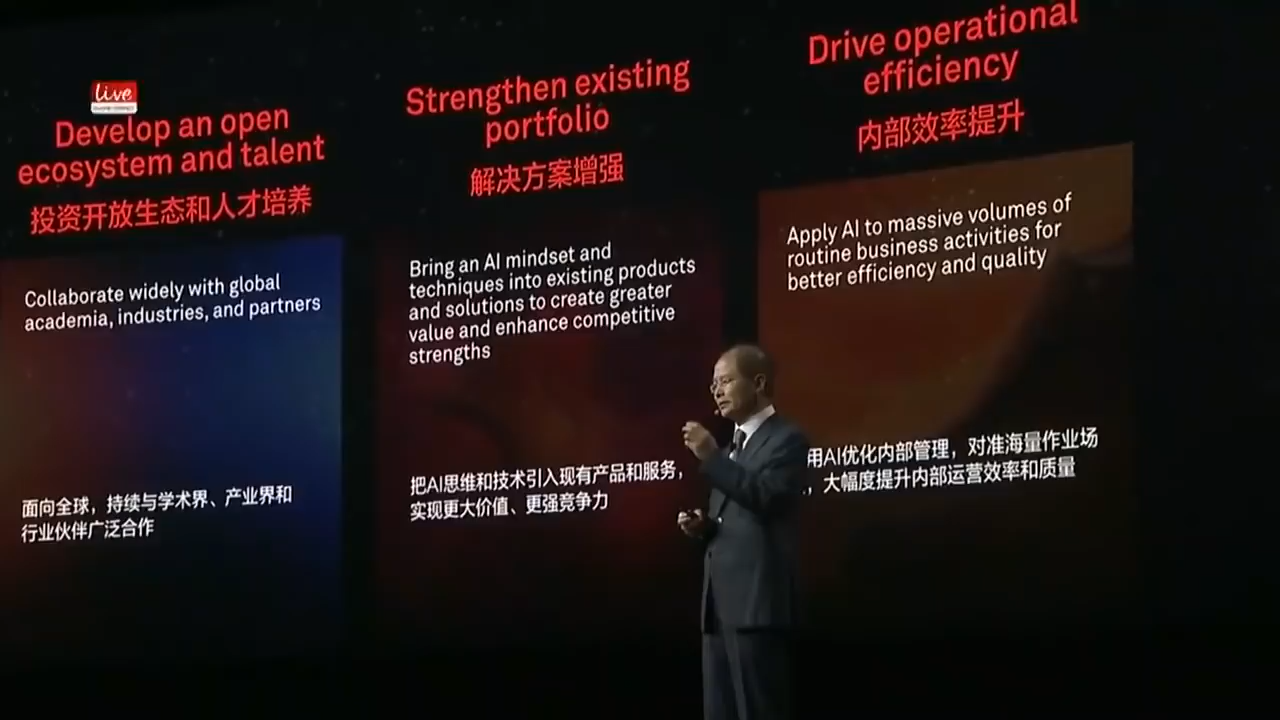 live
Develop an open
ecosystem and talent
投资开放生态和人才培养
Collaborate widely with global
academia, industries, and partners
面向全球，持续与学术界、产业界和
行业伙伴广泛合作
Strengthen existing
portfolio
解决方案增强
Bring an AI mindset and
techniques into existing products
and solutions to create greater
value and enhance competitive
strengths
把AI思维和技术引入现有产品和服务，
实现更大价值、更强竞争力
Drive operational
efficiency
内部效率提升
Apply AI to massive volumes of
routine business activities for
better efficiency and quality
用AI优化内部管理，对准海量作业场
，大幅度提升内部运营效率和质量